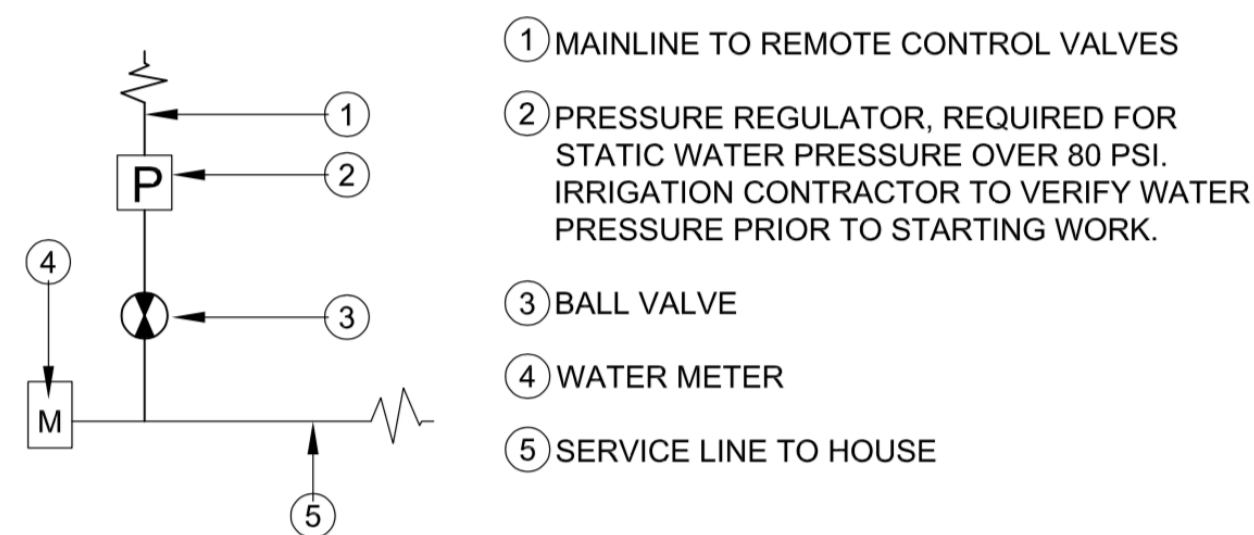 1 MAINLINE TO REMOTE CONTROL VALVES
2 PRESSURE REGULATOR, REQUIRED FOR
STATIC WATER PRESSURE OVER 80 PSI.
IRRIGATION CONTRACTOR TO VERIFY WATER
PRESSURE PRIOR TO STARTING WORK.
3 BALL VALVE
4 WATER METER
5 SERVICE LINE TO HOUSE
1
P
2
4
3
M
5